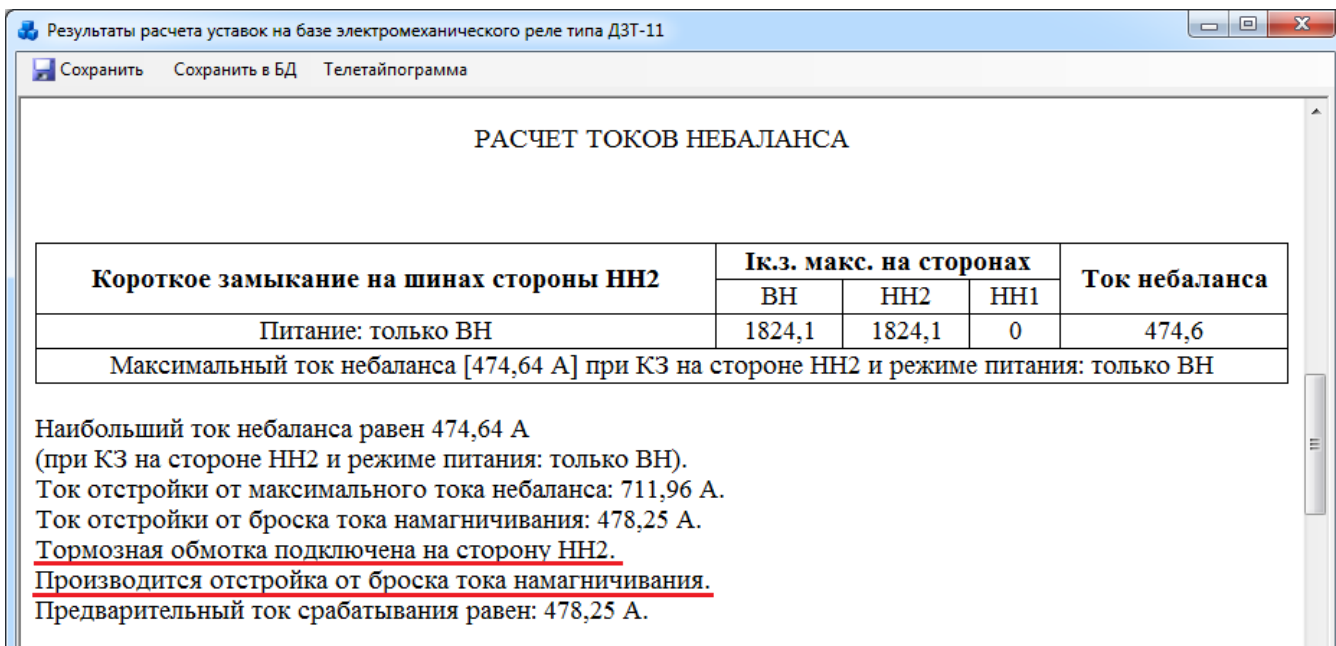 Результаты расчета уставок на базе электромеханического реле типа ДЗТ-11
Сохранить Сохранить в БД Телетайпограмма
РАСЧЕТ ТОКОВ НЕБАЛАНСА
Короткое замыкание на шинах стороны НН2 Iк.з. макс. на сторонах Ток небаланса
ВН НН2 НН1
Питание: только ВН 1824,1 1824,1 0 474,6
Максимальный ток небаланса [474,64 А] при КЗ на стороне НН2 и режиме питания: только ВН
Наибольший ток небаланса равен 474,64 А
(при КЗ на стороне НН2 и режиме питания: только ВН).
Ток отстройки от максимального тока небаланса: 711,96 А.
Ток отстройки от броска тока намагничивания: 478,25 А.
Тормозная обмотка подключена на сторону НН2.
Производится отстройка от броска тока намагничивания.
Предварительный ток срабатывания равен: 478,25 А.